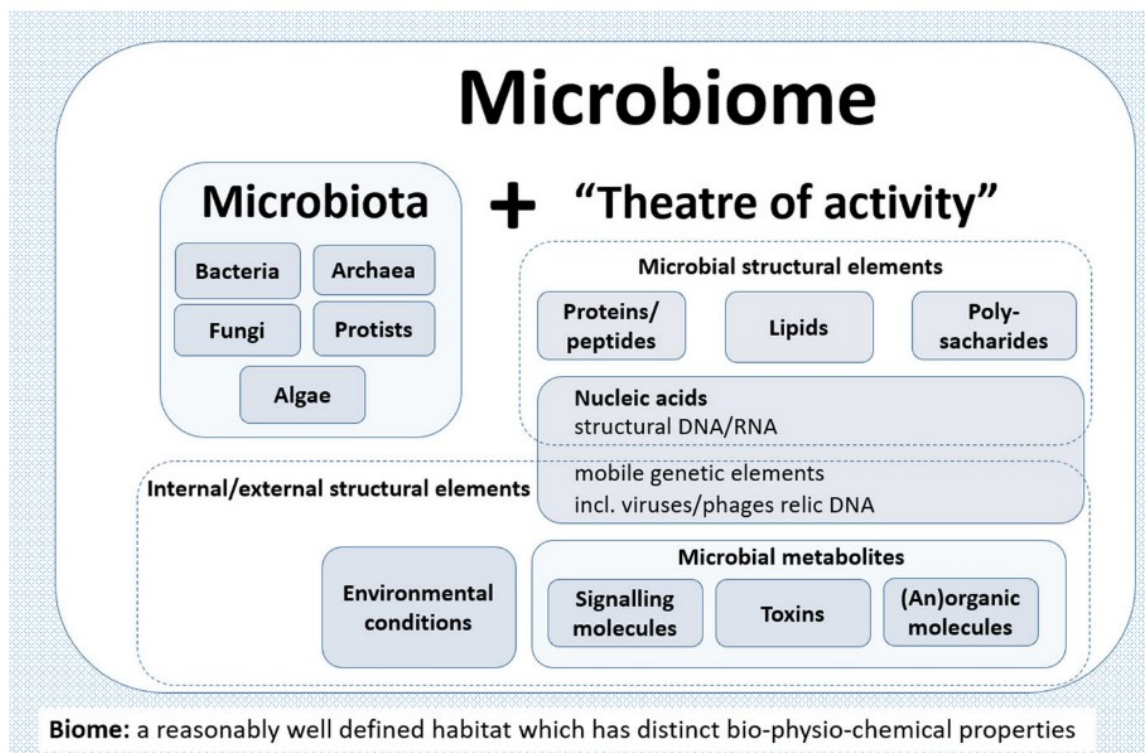 Microbiome
Microbiota + “Theatre of activity”
Bacteria
Archaea
Fungi
Protists
Algae
Microbial structural elements
Proteins/
peptides
Lipids
Poly-
sacharides
Nucleic acids
structural DNA/RNA
mobile genetic elements
incl. viruses/phages relic DNA
Internal/external structural elements
Environmental
conditions
Microbial metabolites
Signalling
molecules
Toxins
(An)organic
molecules
Biome: a reasonably well defined habitat which has distinct bio-physio-chemical properties